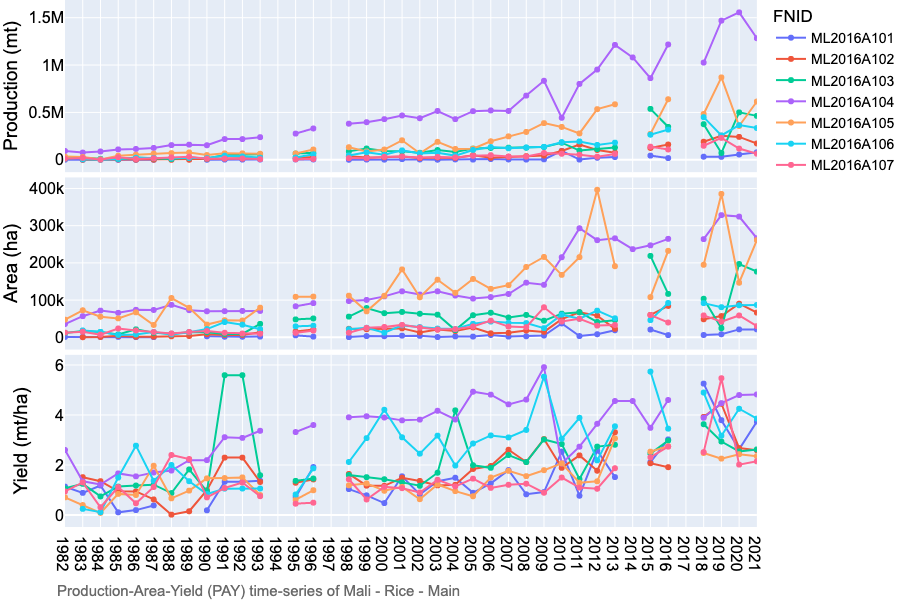 FNID
ML2016A101
ML2016A102
ML2016A103
ML2016A104
ML2016A105
ML2016A106
ML2016A107
Production (mt)
1.5M
1M
0.5M
0
Area (ha)
400k
300k
200k
100k
0
Yield (mt/ha)
6
4
2
0
1982 1983 1984 1985 1986 1987 1988 1989 1990 1991 1992 1993 1994 1995 1996 1997 1998 1999 2000 2001 2002 2003 2004 2005 2006 2007 2008 2009 2010 2011 2012 2013 2014 2015 2016 2017 2018 2019 2020 2021
Production-Area-Yield (PAY) time-series of Mali - Rice - Main